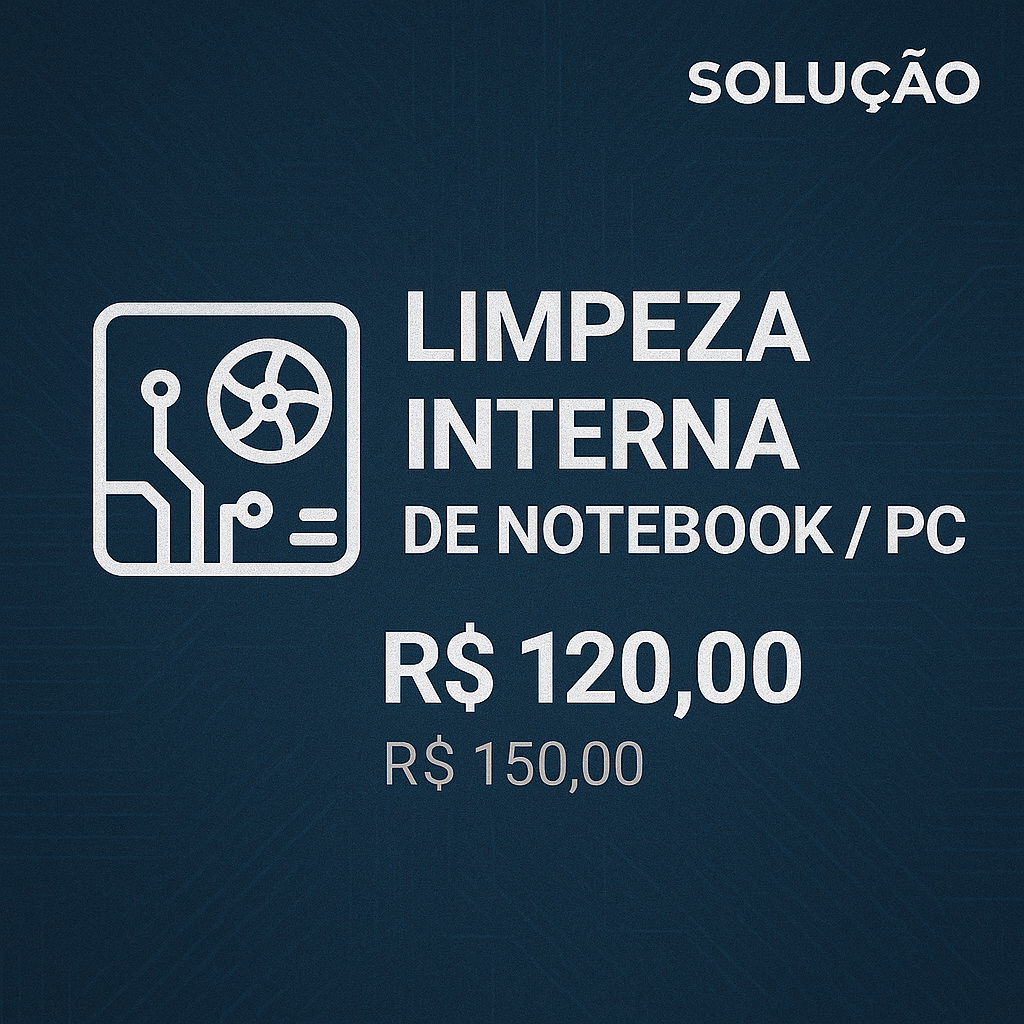 SOLUÇÃO
LIMPEZA
INTERNA
DE NOTEBOOK / PC
R$ 120,00
R$ 150,00